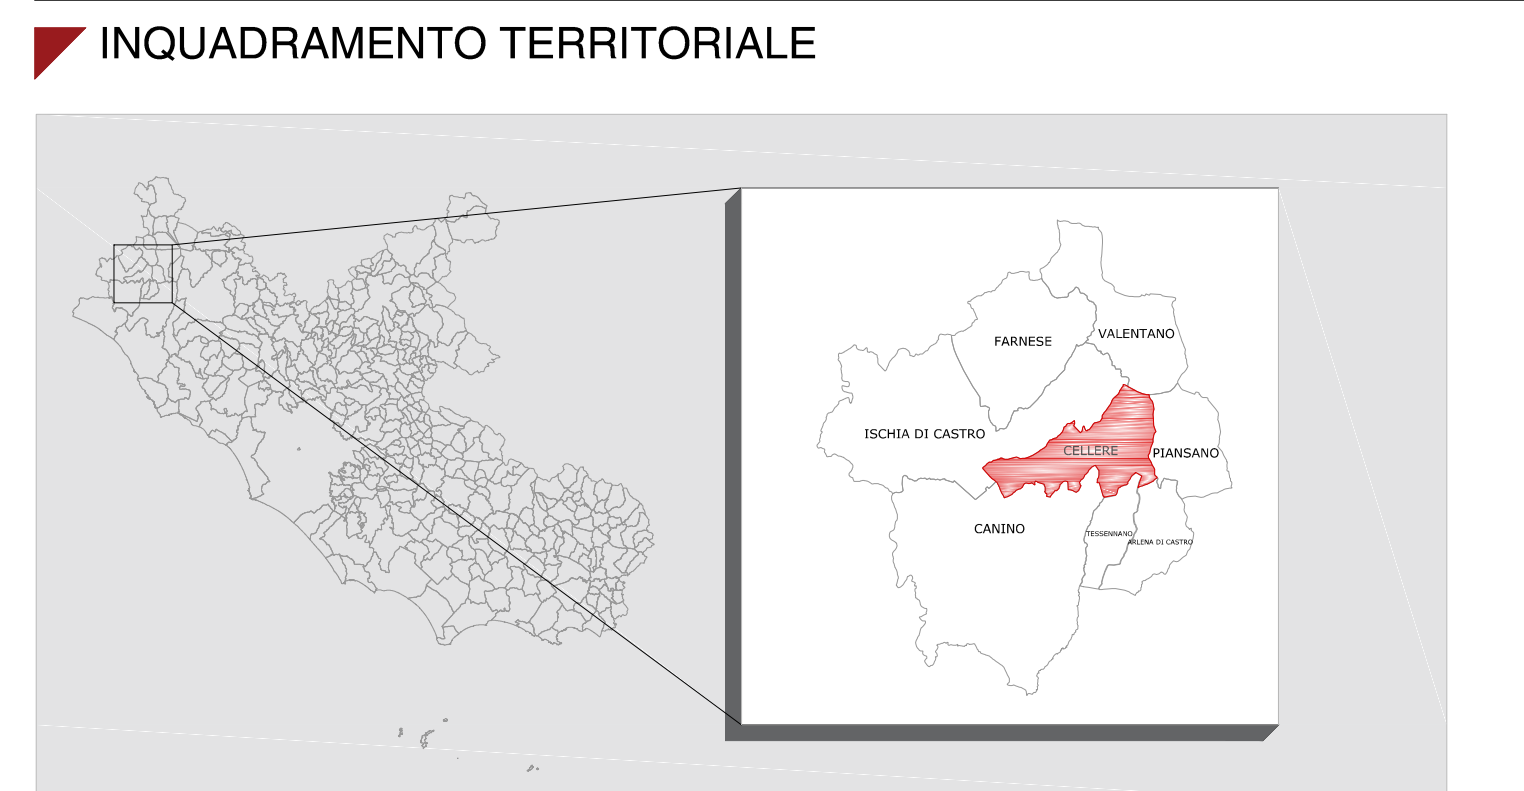 INQUADRAMENTO TERRITORIALE
FARNESE
VALENTANO
ISCHIA DI CASTRO
CELLERE
PIANSANO
CANINO
TESSENNANO
ARLENA DI CASTRO